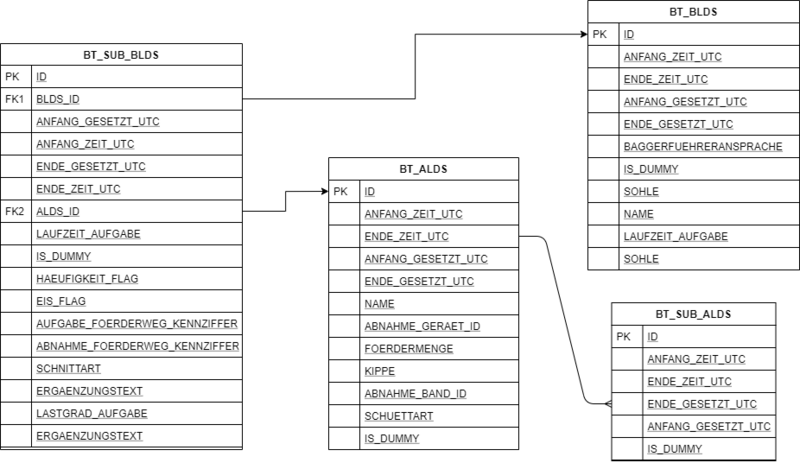 BT_SUB_BLDS
PK ID
FK1 BLDS_ID
ANFANG_GESETZT_UTC
ANFANG_ZEIT_UTC
ENDE_GESETZT_UTC
ENDE_ZEIT_UTC
FK2 ALDS_ID
LAUFZEIT_AUFGABE
IS_DUMMY
HAEUFIGKEIT_FLAG
EIS_FLAG
AUFGABE_FOERDERWEG_KENNZIFFER
ABNAHME_FOERDERWEG_KENNZIFFER
SCHNITTART
ERGAENZUNGSTEXT
LASTGRAD_AUFGABE
ERGAENZUNGSTEXT
BT_ALDS
PK ID
ANFANG_ZEIT_UTC
ENDE_ZEIT_UTC
ANFANG_GESETZT_UTC
ENDE_GESETZT_UTC
NAME
ABNAHME_GERAET_ID
FOERDERMENGE
KIPPE
ABNAHME_BAND_ID
SCHUETTART
IS_DUMMY
BT_BLDS
PK ID
ANFANG_ZEIT_UTC
ENDE_ZEIT_UTC
ANFANG_GESETZT_UTC
ENDE_GESETZT_UTC
BAGGERFUEHRERANSPRACHE
IS_DUMMY
SOHLE
NAME
LAUFZEIT_AUFGABE
SOHLE
BT_SUB_ALDS
PK ID
ANFANG_ZEIT_UTC
ENDE_ZEIT_UTC
ENDE_GESETZT_UTC
ANFANG_GESETZT_UTC
IS_DUMMY